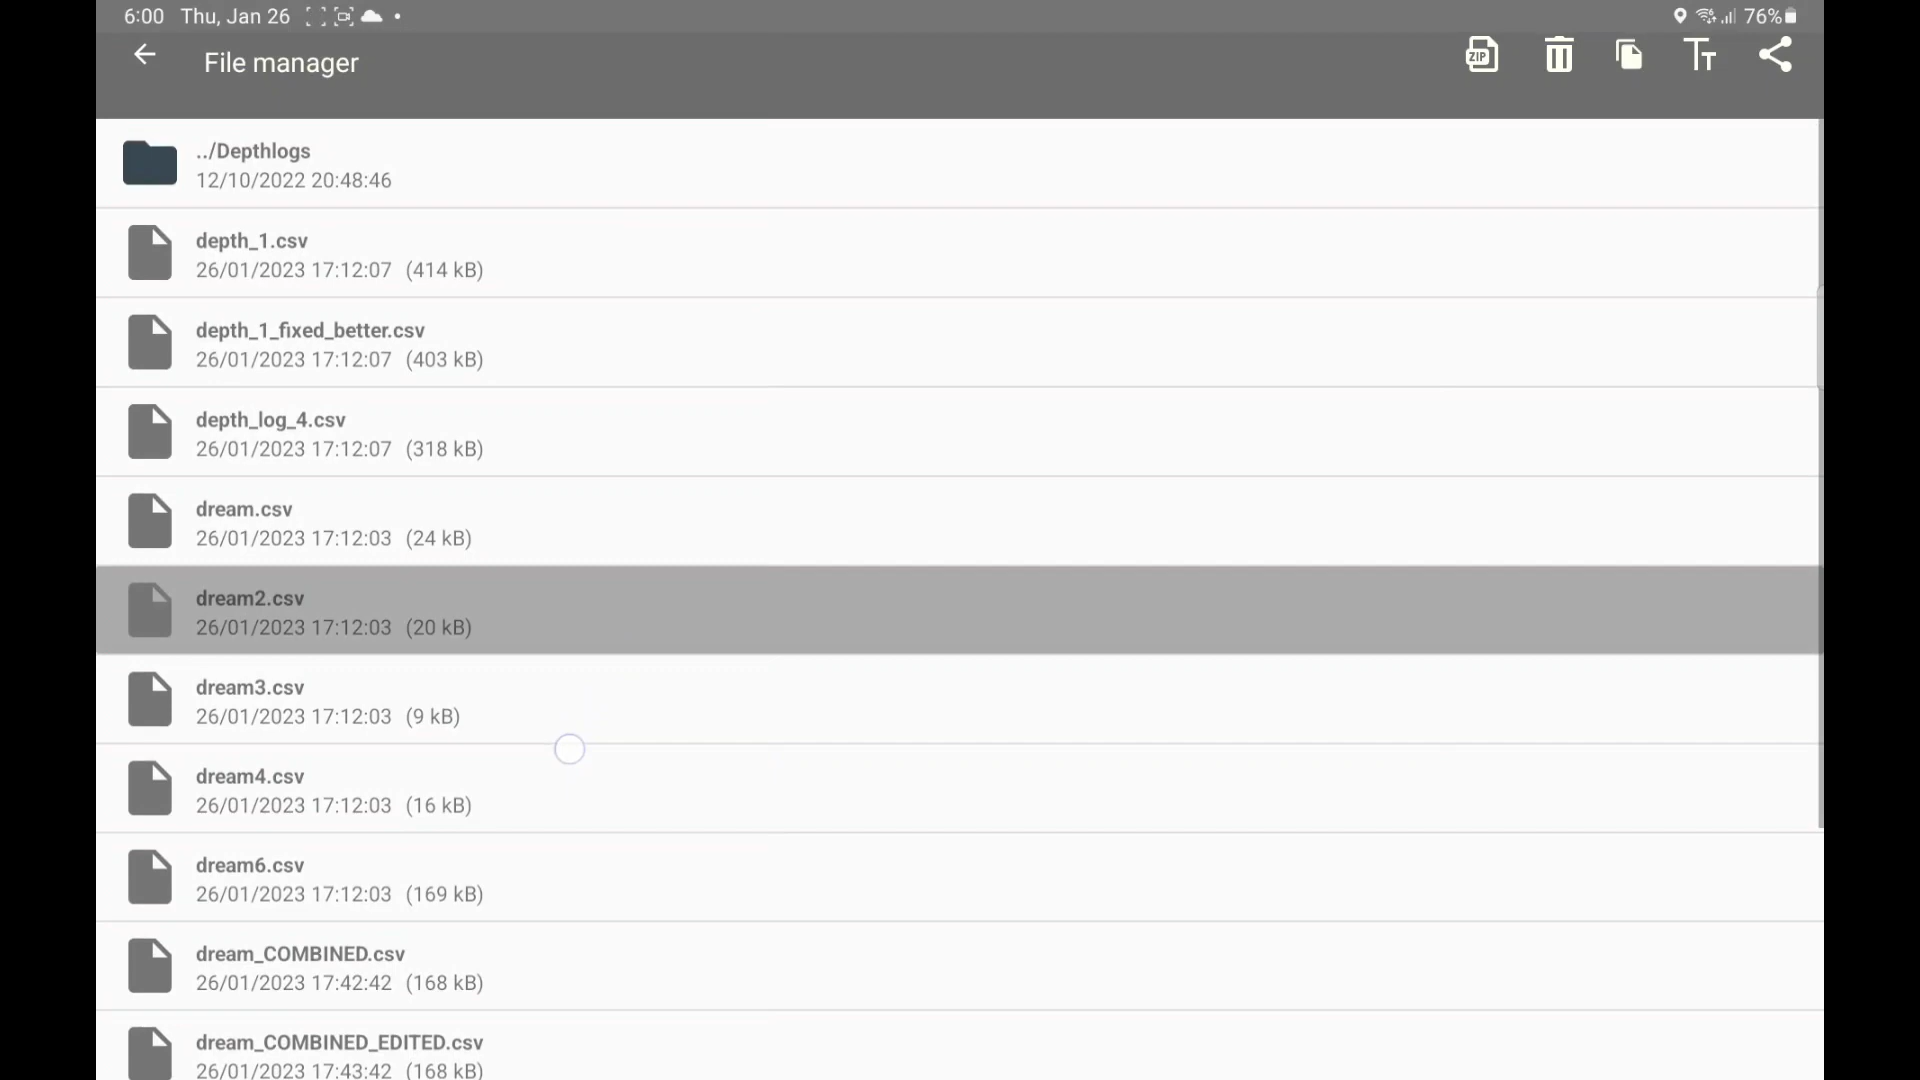 6:00 Thu, Jan 26 76%
File manager
ZIP
../Depthlogs
12/10/2022 20:48:46
depth_1.csv
26/01/2023 17:12:07 (414 kB)
depth_1_fixed_better.csv
26/01/2023 17:12:07 (403 kB)
depth_log_4.csv
26/01/2023 17:12:07 (318 kB)
dream.csv
26/01/2023 17:12:03 (24 kB)
dream2.csv
26/01/2023 17:12:03 (20 kB)
dream3.csv
26/01/2023 17:12:03 (9 kB)
dream4.csv
26/01/2023 17:12:03 (16 kB)
dream6.csv
26/01/2023 17:12:03 (169 kB)
dream_COMBINED.csv
26/01/2023 17:42:42 (168 kB)
dream_COMBINED_EDITED.csv
26/01/2023 17:43:42 (168 kB)